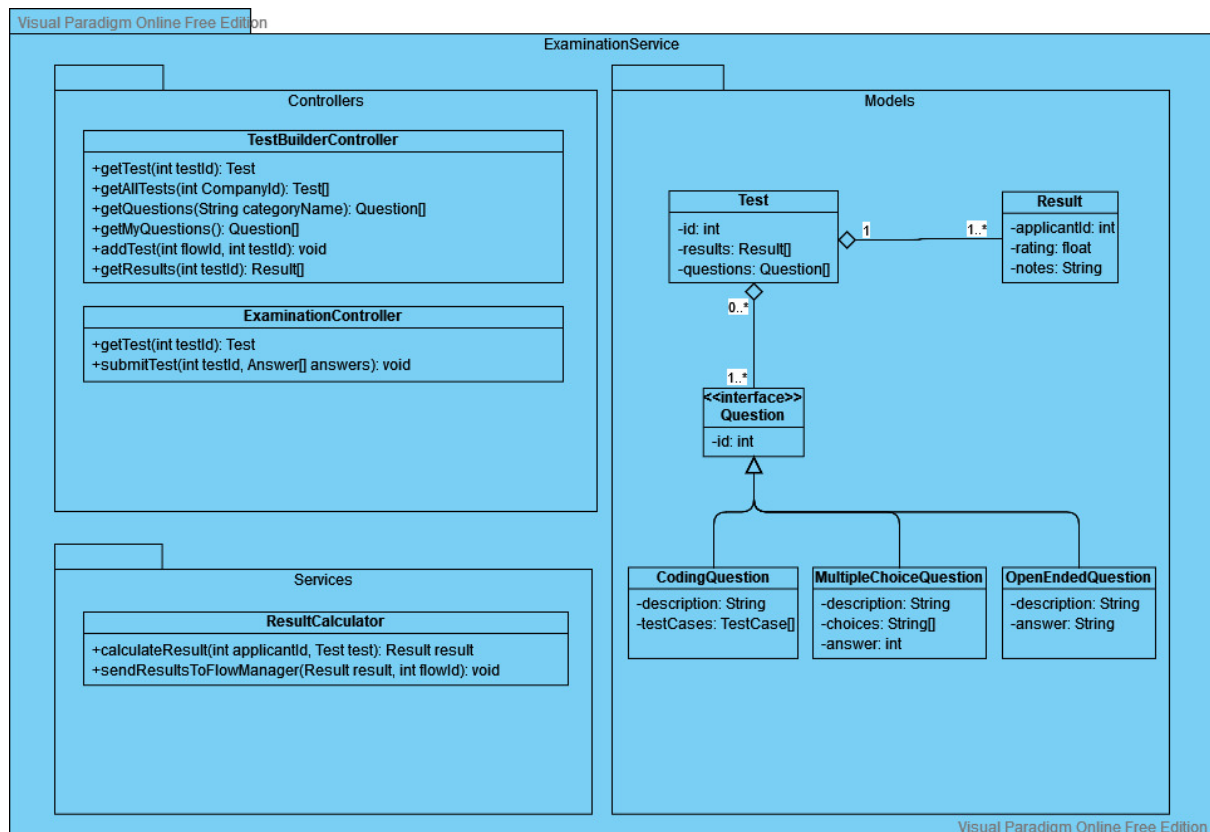 Visual Paradigm Online Free Edition
ExaminationService
Controllers
TestBuilderController
+getTest(int testId): Test
+getAllTests(int CompanyId): Test[]
+getQuestions(String categoryName): Question[]
+getMyQuestions(): Question[]
+addTest(int flowId, int testId): void
+getResults(int testId): Result[]
ExaminationController
+getTest(int testId): Test
+submitTest(int testId, Answer[] answers): void
Services
ResultCalculator
+calculateResult(int applicantId, Test test): Result result
+sendResultsToFlowManager(Result result, int flowId): void
Models
Test
-id: int
-results: Result[]
-questions: Question[]
1
1..*
Result
-applicantId: int
-rating: float
-notes: String
0..*
1..*
<<interface>>
Question
-id: int
CodingQuestion
-description: String
-testCases: TestCase[]
MultipleChoiceQuestion
-description: String
-choices: String[]
-answer: int
OpenEndedQuestion
-description: String
-answer: String
Visual Paradigm Online Free Edition